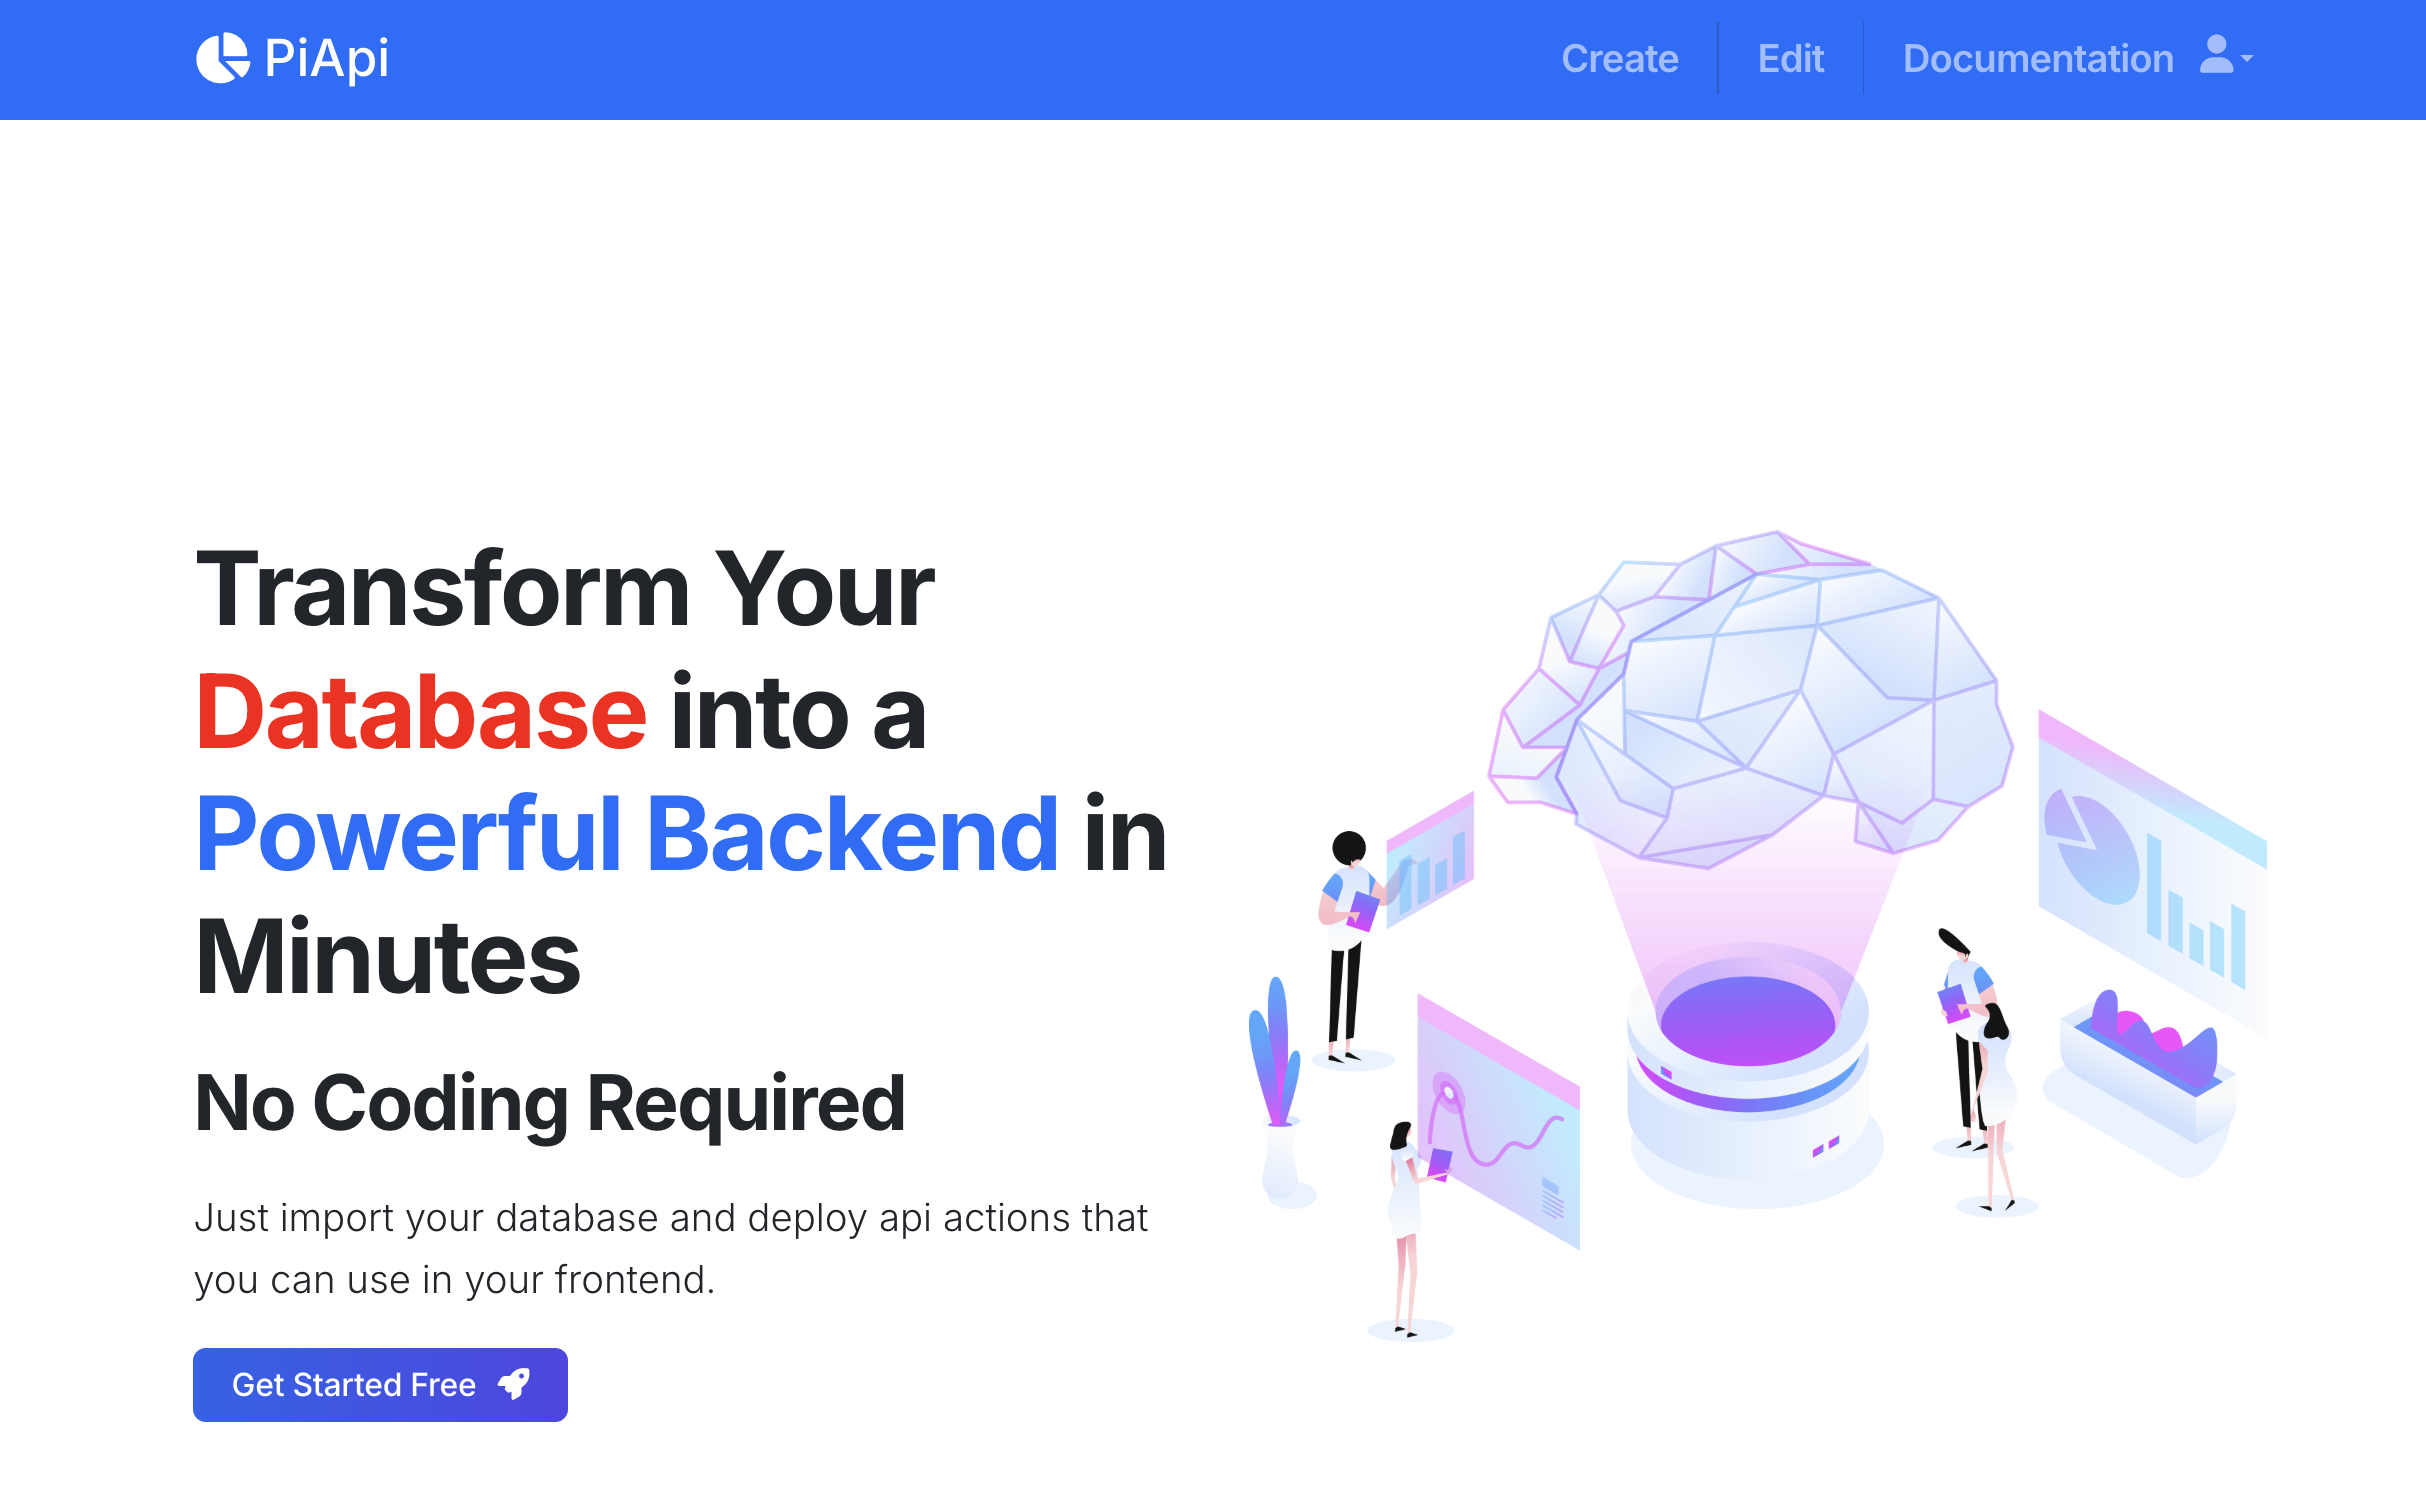 PiApi
Create
Edit
Documentation
Transform Your
Database into a
Powerful Backend in
Minutes
No Coding Required
Just import your database and deploy api actions that
you can use in your frontend.
Get Started Free